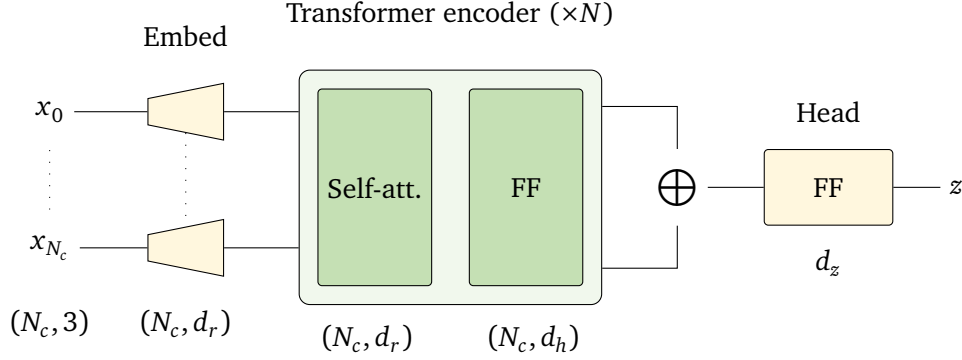 Transformer encoder (×N)
Embed
x_0
x_{N_c}
Self-att.
FF
⊕
Head
FF
z
d_z
(N_c, 3)
(N_c, d_r)
(N_c, d_r)
(N_c, d_h)